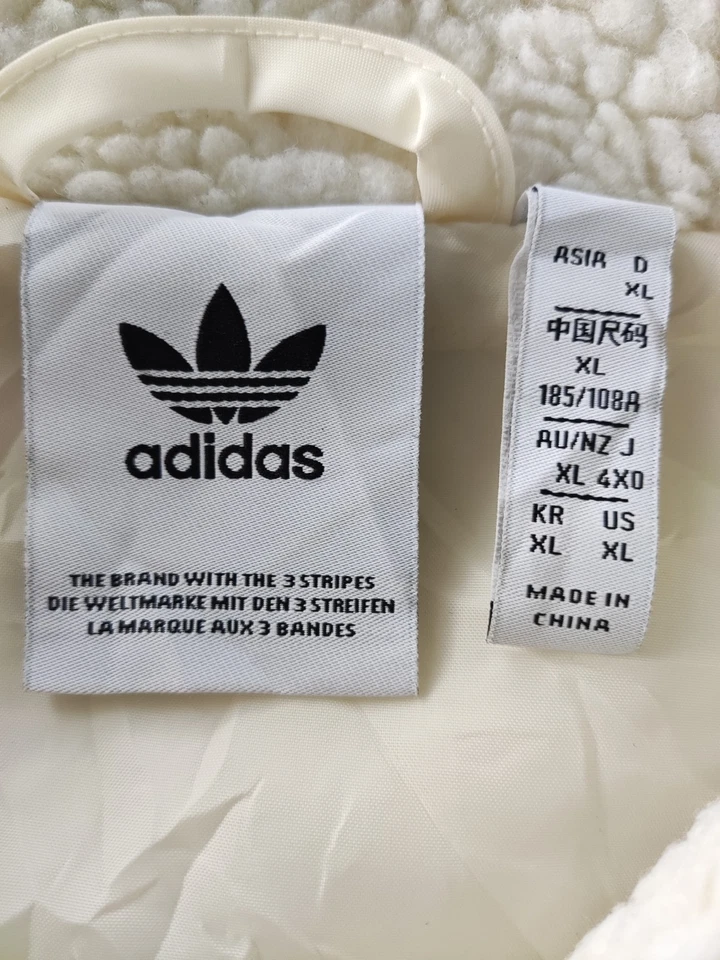 adidas
THE BRAND WITH THE 3 STRIPES
DIE WELTMARKE MIT DEN 3 STREIFEN
LA MARQUE AUX 3 BANDES
ASIA D
XL
中国尺码
XL
185/108A
AU/NZ J
XL 4XO
KR US
XL XL
MADE IN
CHINA